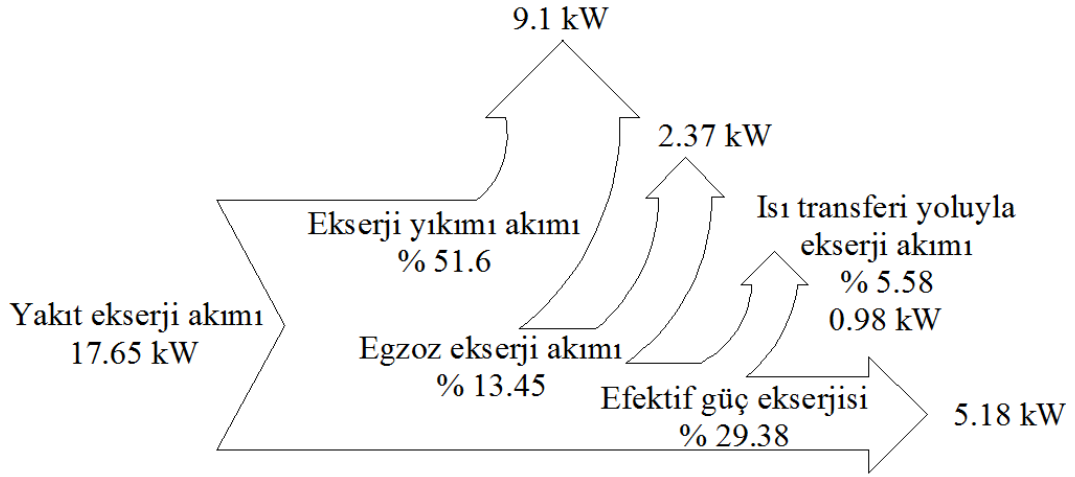 9.1 kW
2.37 kW
Isı transferi yoluyla
ekserji akımı
% 5.58
0.98 kW
Ekserji yıkımı akımı
% 51.6
Yakıt ekserji akımı
17.65 kW
Egzoz ekserji akımı
% 13.45
Efektif güç ekserjisi
% 29.38
5.18 kW